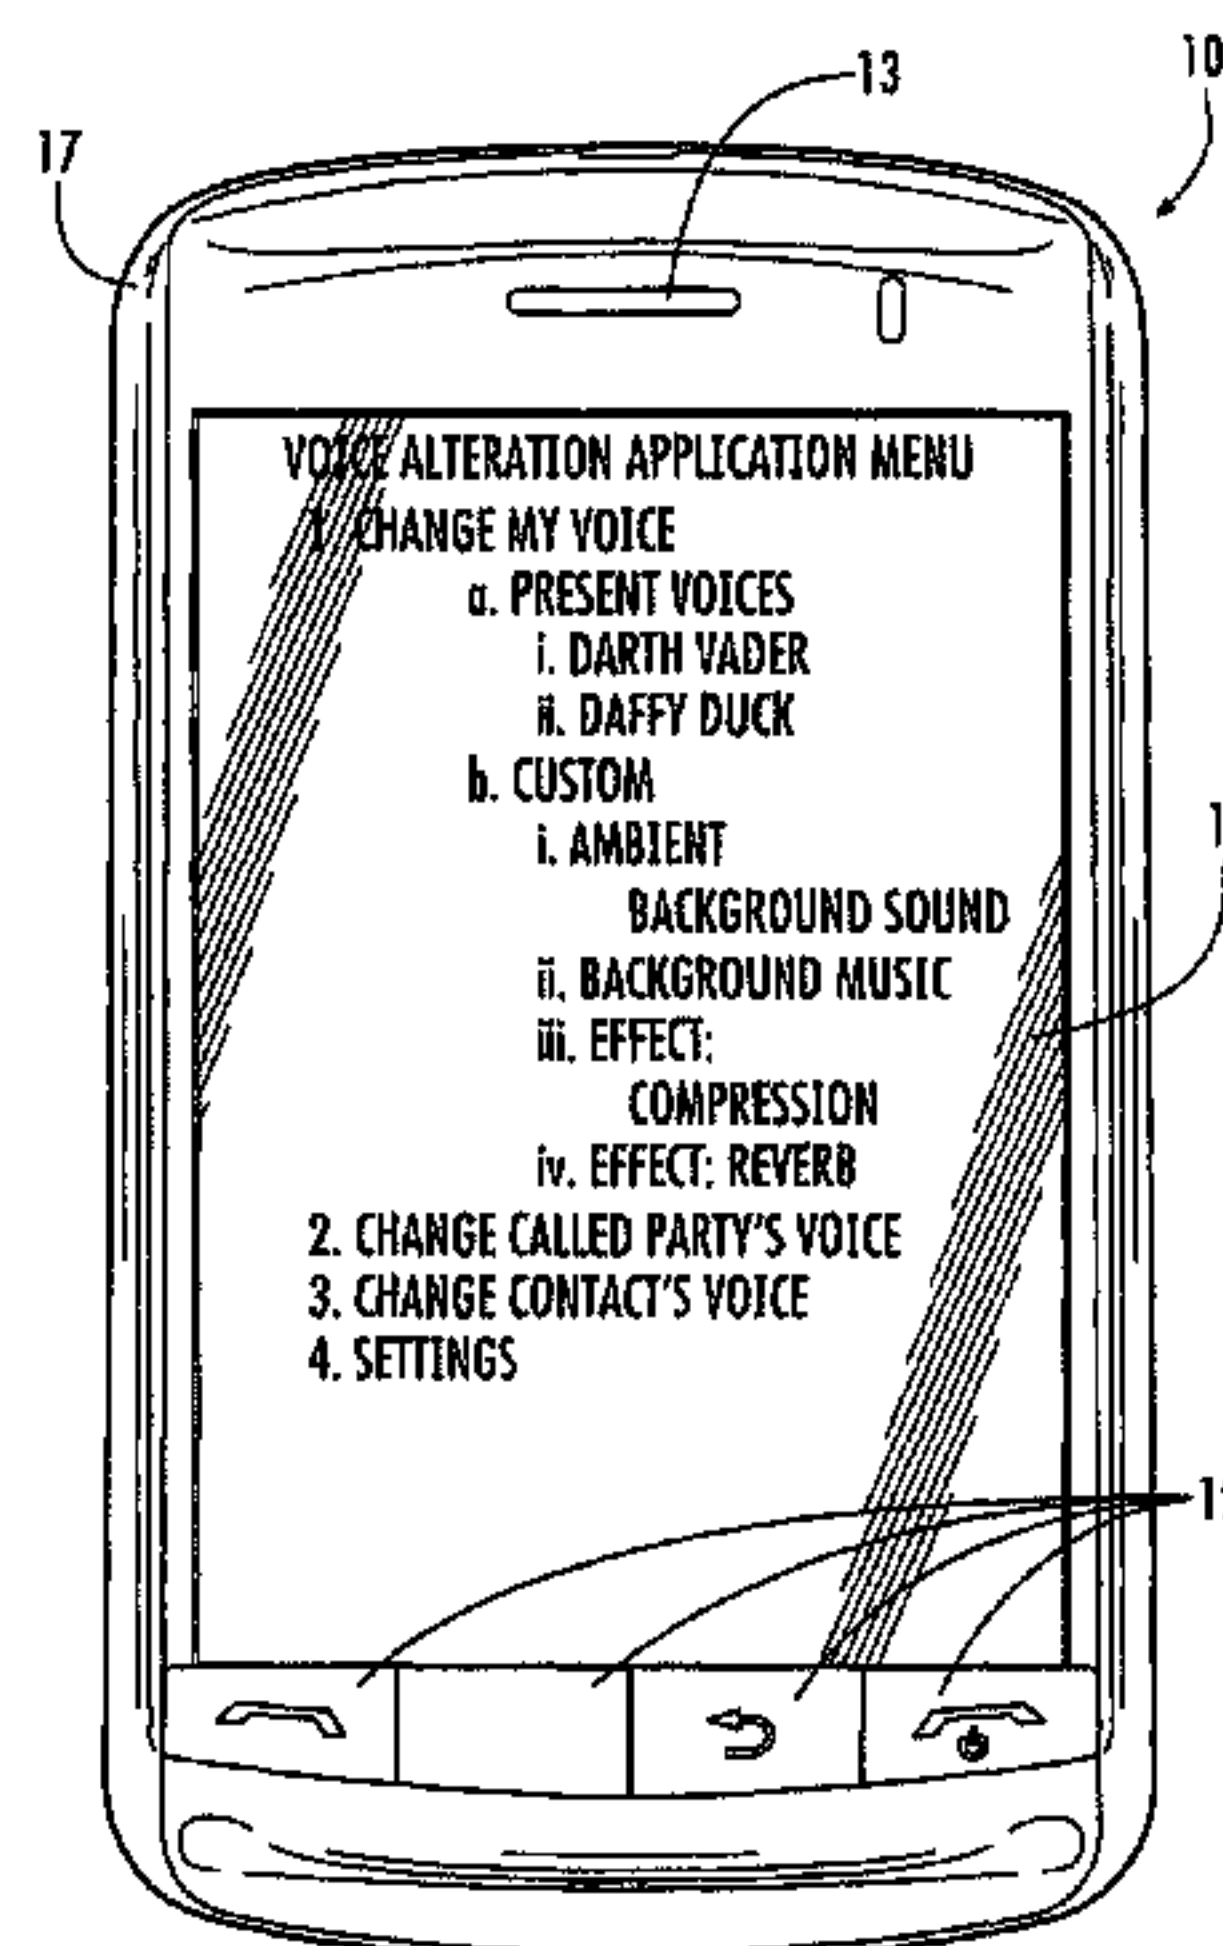 13
10
17
VOICE ALTERATION APPLICATION MENU
1. CHANGE MY VOICE
a. PRESENT VOICES
i. DARTH VADER
ii. DAFFY DUCK
b. CUSTOM
i. AMBIENT
BACKGROUND SOUND
ii. BACKGROUND MUSIC
iii. EFFECT:
COMPRESSION
iv. EFFECT: REVERB
2. CHANGE CALLED PARTY'S VOICE
3. CHANGE CONTACT'S VOICE
4. SETTINGS